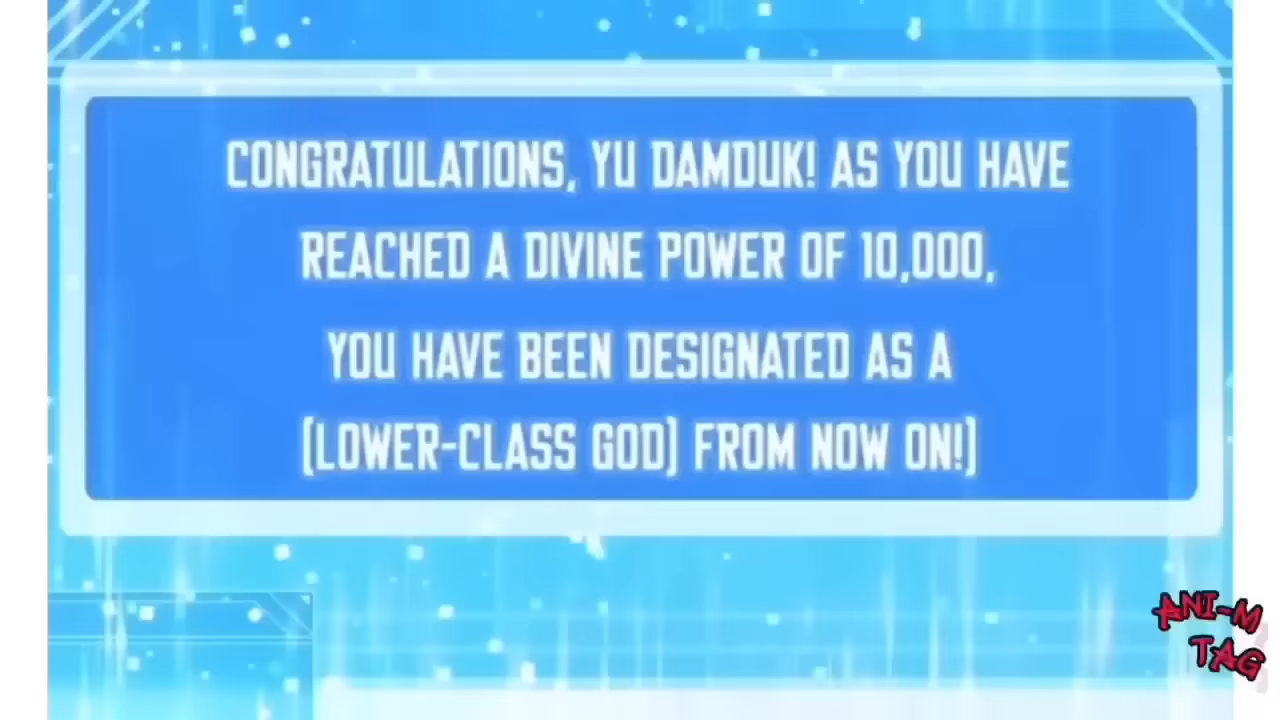 CONGRATULATIONS, YU DAMDUK! AS YOU HAVE
REACHED A DIVINE POWER OF 10,000,
YOU HAVE BEEN DESIGNATED AS A
[LOWER-CLASS GOD] FROM NOW ON!]
ANI-M
TAG